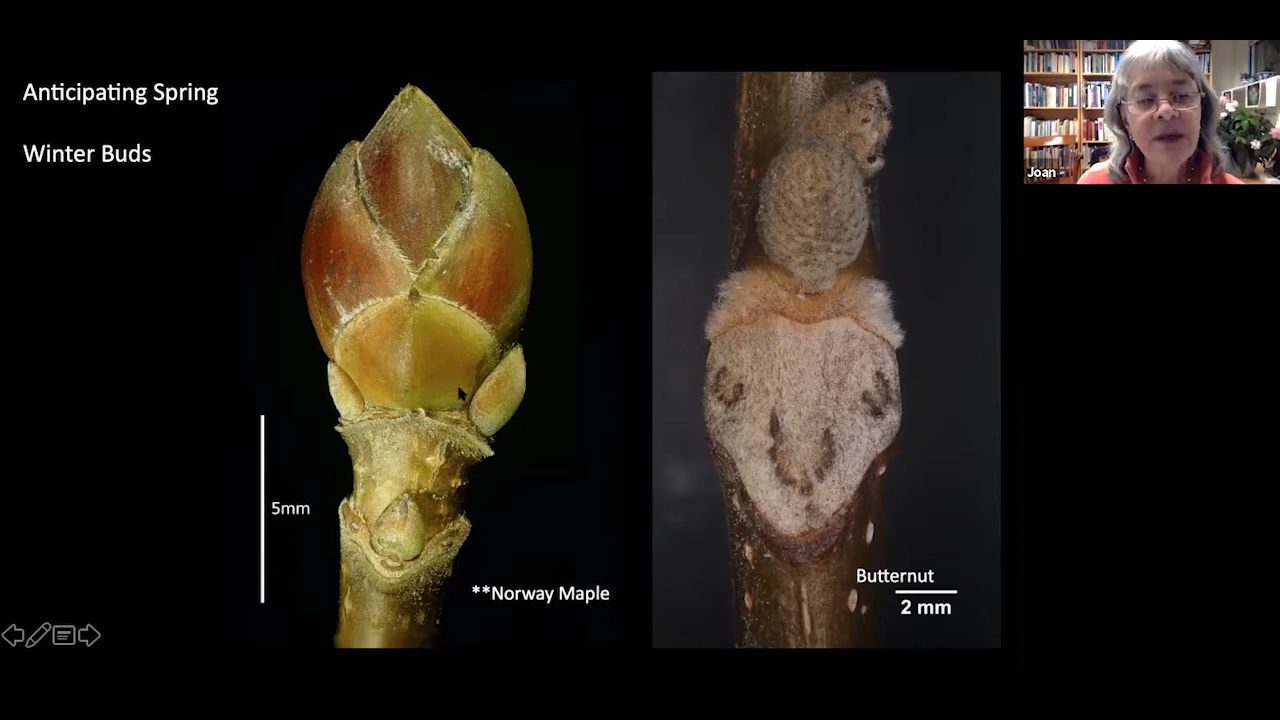 Anticipating Spring
Winter Buds
5mm
**Norway Maple
Butternut
2 mm
Joan